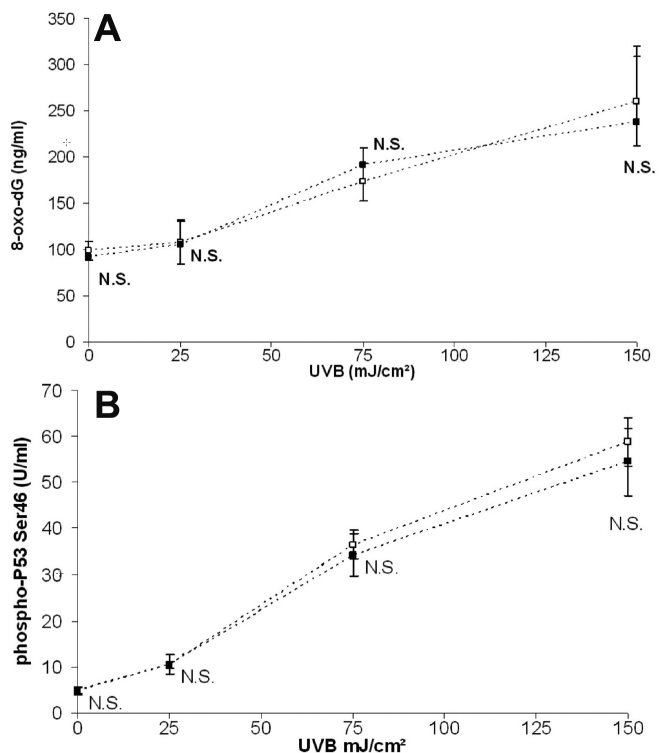 A
350
300
250
200
150
100
50
0
8-oxo-dG (ng/ml)
N.S.
N.S.
N.S.
N.S.
0 25 50 75 100 125 150
UVB (mJ/cm²)
B
70
60
50
40
30
20
10
0
phospho-P53 Ser46 (U/ml)
N.S.
N.S.
N.S.
N.S.
0 25 50 75 100 125 150
UVB mJ/cm²